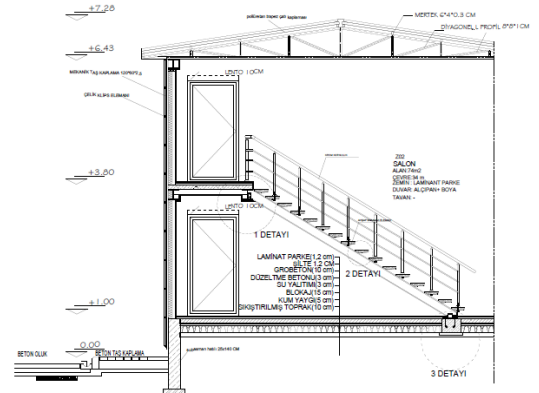 +7,28
+6,43
MERTEK 6*4*0.3 CM
DİYAGONEL L PROFİL 8*8*1 CM
LENTO 10CM
+3,80
Z02
SALON
ALAN:74m2
ÇEVRE:34 m
ZEMİN: LAMİNANT PARKE
DUVAR: ALÇIPAN+ BOYA
TAVAN: -
LENTO 10CM
1 DETAYI
LAMİNAT PARKE(1,2 cm)
ŞİLTE 1,2 CM
GROBETON(10 cm)
DÜZELTME BETONU(3 cm)
SU YALITIMI(3 cm)
BLOKAJ(15 cm)
KUM YAYGI(5 cm)
SIKIŞTIRILMIŞ TOPRAK(10 cm)
2 DETAYI
+1.00
0.00
BETON OLUK
BETON TAŞ KAPLAMA
3 DETAYI